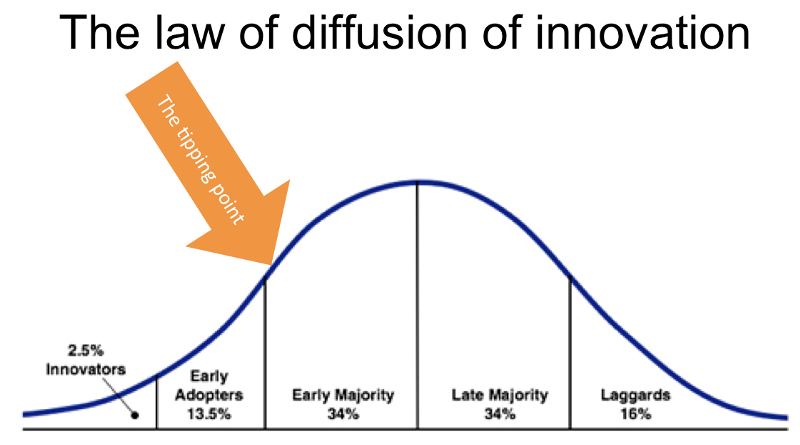 The law of diffusion of innovation
The tipping point
2.5%
Innovators
Early
Adopters
13.5%
Early Majority
34%
Late Majority
34%
Laggards
16%